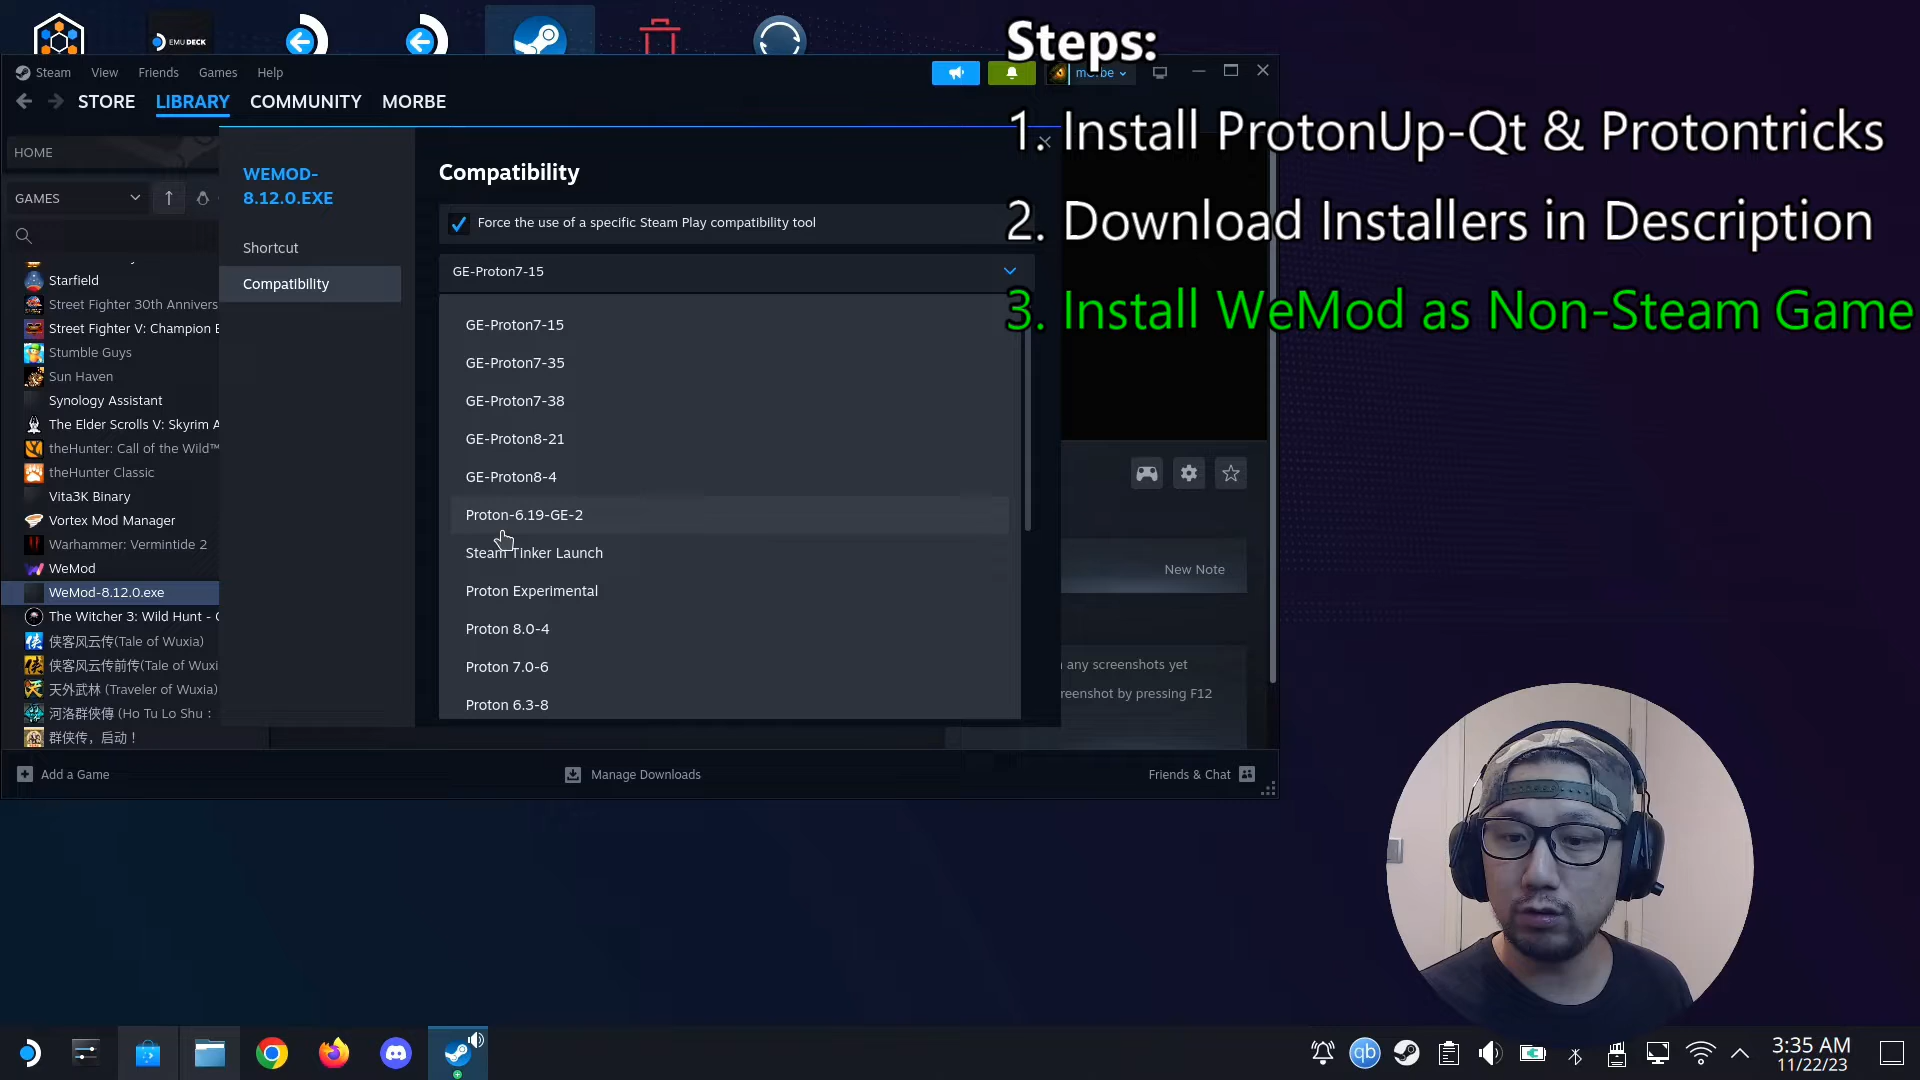 EMUDECK
Steps:
Steam View Friends Games Help
morbe
STORE LIBRARY COMMUNITY MORBE
1. Install ProtonUp-Qt & Protontricks
HOME
WEMOD-
8.12.0.EXE
Compatibility
GAMES
Force the use of a specific Steam Play compatibility tool
2. Download Installers in Description
Shortcut
Compatibility
GE-Proton7-15
3. Install WeMod as Non-Steam Game
Starfield
Street Fighter 30th Annivers
Street Fighter V: Champion E
Stumble Guys
Sun Haven
Synology Assistant
The Elder Scrolls V: Skyrim A
theHunter: Call of the Wild™
theHunter Classic
Vita3K Binary
Vortex Mod Manager
Warhammer: Vermintide 2
WeMod
WeMod-8.12.0.exe
The Witcher 3: Wild Hunt - G
侠客风云传(Tale of Wuxia)
侠客风云传前传(Tale of Wuxi
天外武林 (Traveler of Wuxia)
河洛群俠傳 (Ho Tu Lo Shu :
群侠传，启动！
GE-Proton7-15
GE-Proton7-35
GE-Proton7-38
GE-Proton8-21
GE-Proton8-4
Proton-6.19-GE-2
Steam Tinker Launch
Proton Experimental
Proton 8.0-4
Proton 7.0-6
Proton 6.3-8
New Note
any screenshots yet
reenshot by pressing F12
Add a Game
Manage Downloads
Friends & Chat
qb
3:35 AM
11/22/23